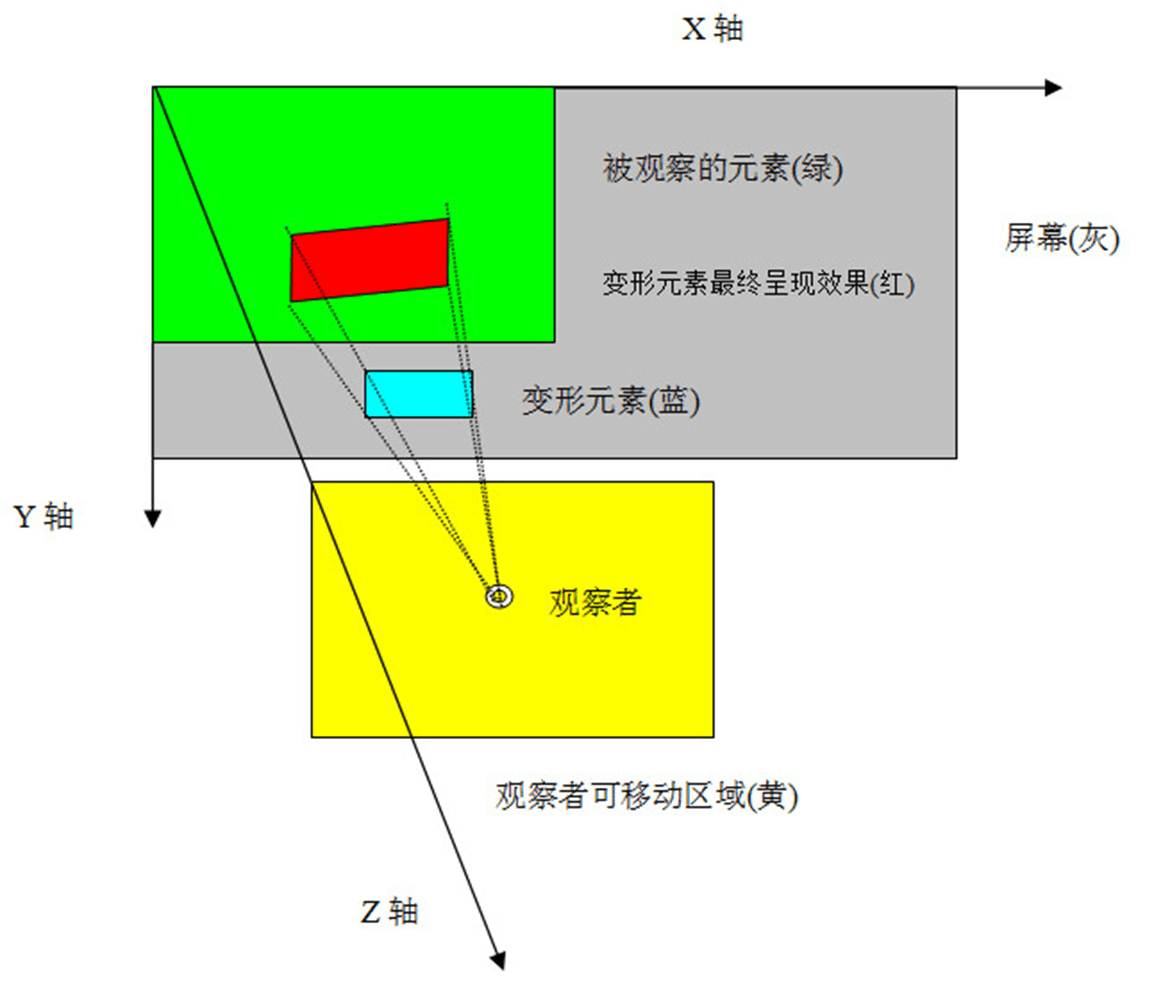 X 轴
被观察的元素(绿)
屏幕(灰)
变形元素最终呈现效果(红)
变形元素(蓝)
Y 轴
观察者
观察者可移动区域(黄)
Z 轴